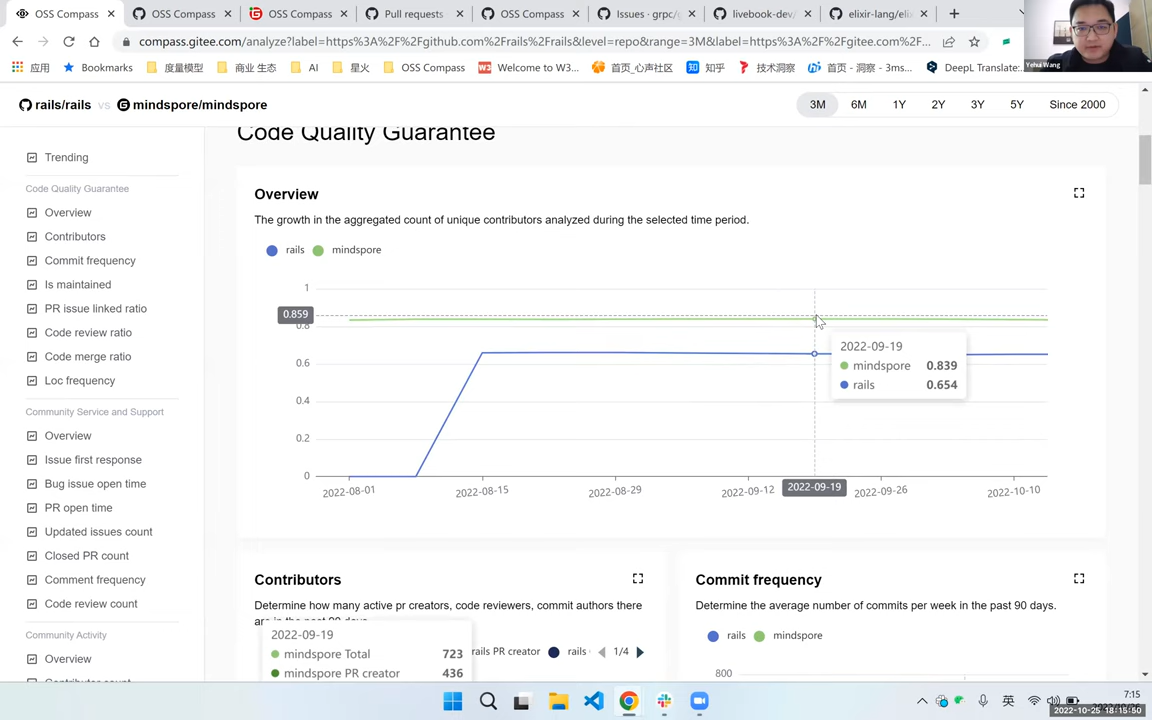 OSS Compass
OSS Compass
OSS Compass
Pull requests
OSS Compass
Issues · grpc/g
livebook-dev/
elixir-lang/eli
compass.gitee.com/analyze?label=https%3A%2F%2Fgithub.com%2Frails%2Frails&level=repo&range=3M&label=https%3A%2F%2Fgitee.com%2F...
应用
Bookmarks
度量模型
商业 生态
AI
星火
OSS Compass
Welcome to W3...
首页_心声社区
知乎
技术洞察
首页 - 洞察 - 3ms...
DeepL Translate:...
Yehui Wang
rails/rails vs mindspore/mindspore
3M 6M 1Y 2Y 3Y 5Y Since 2000
Trending
Code Quality Guarantee
Overview
Contributors
Commit frequency
Is maintained
PR issue linked ratio
Code review ratio
Code merge ratio
Loc frequency
Community Service and Support
Overview
Issue first response
Bug issue open time
PR open time
Updated issues count
Closed PR count
Comment frequency
Code review count
Community Activity
Overview
Code Quality Guarantee
Overview
The growth in the aggregated count of unique contributors analyzed during the selected time period.
rails mindspore
1
0.859
0.8
0.6
0.4
0.2
0
2022-09-19
mindspore 0.839
rails 0.654
2022-08-01 2022-08-15 2022-08-29 2022-09-12 2022-09-19 2022-09-26 2022-10-10
Contributors
Determine how many active pr creators, code reviewers, commit authors there
2022-09-19
mindspore Total 723
mindspore PR creator 436
rails PR creator rails 1/4
Commit frequency
Determine the average number of commits per week in the past 90 days.
rails mindspore
800
英
7:15
2022-10-25 18:15:50